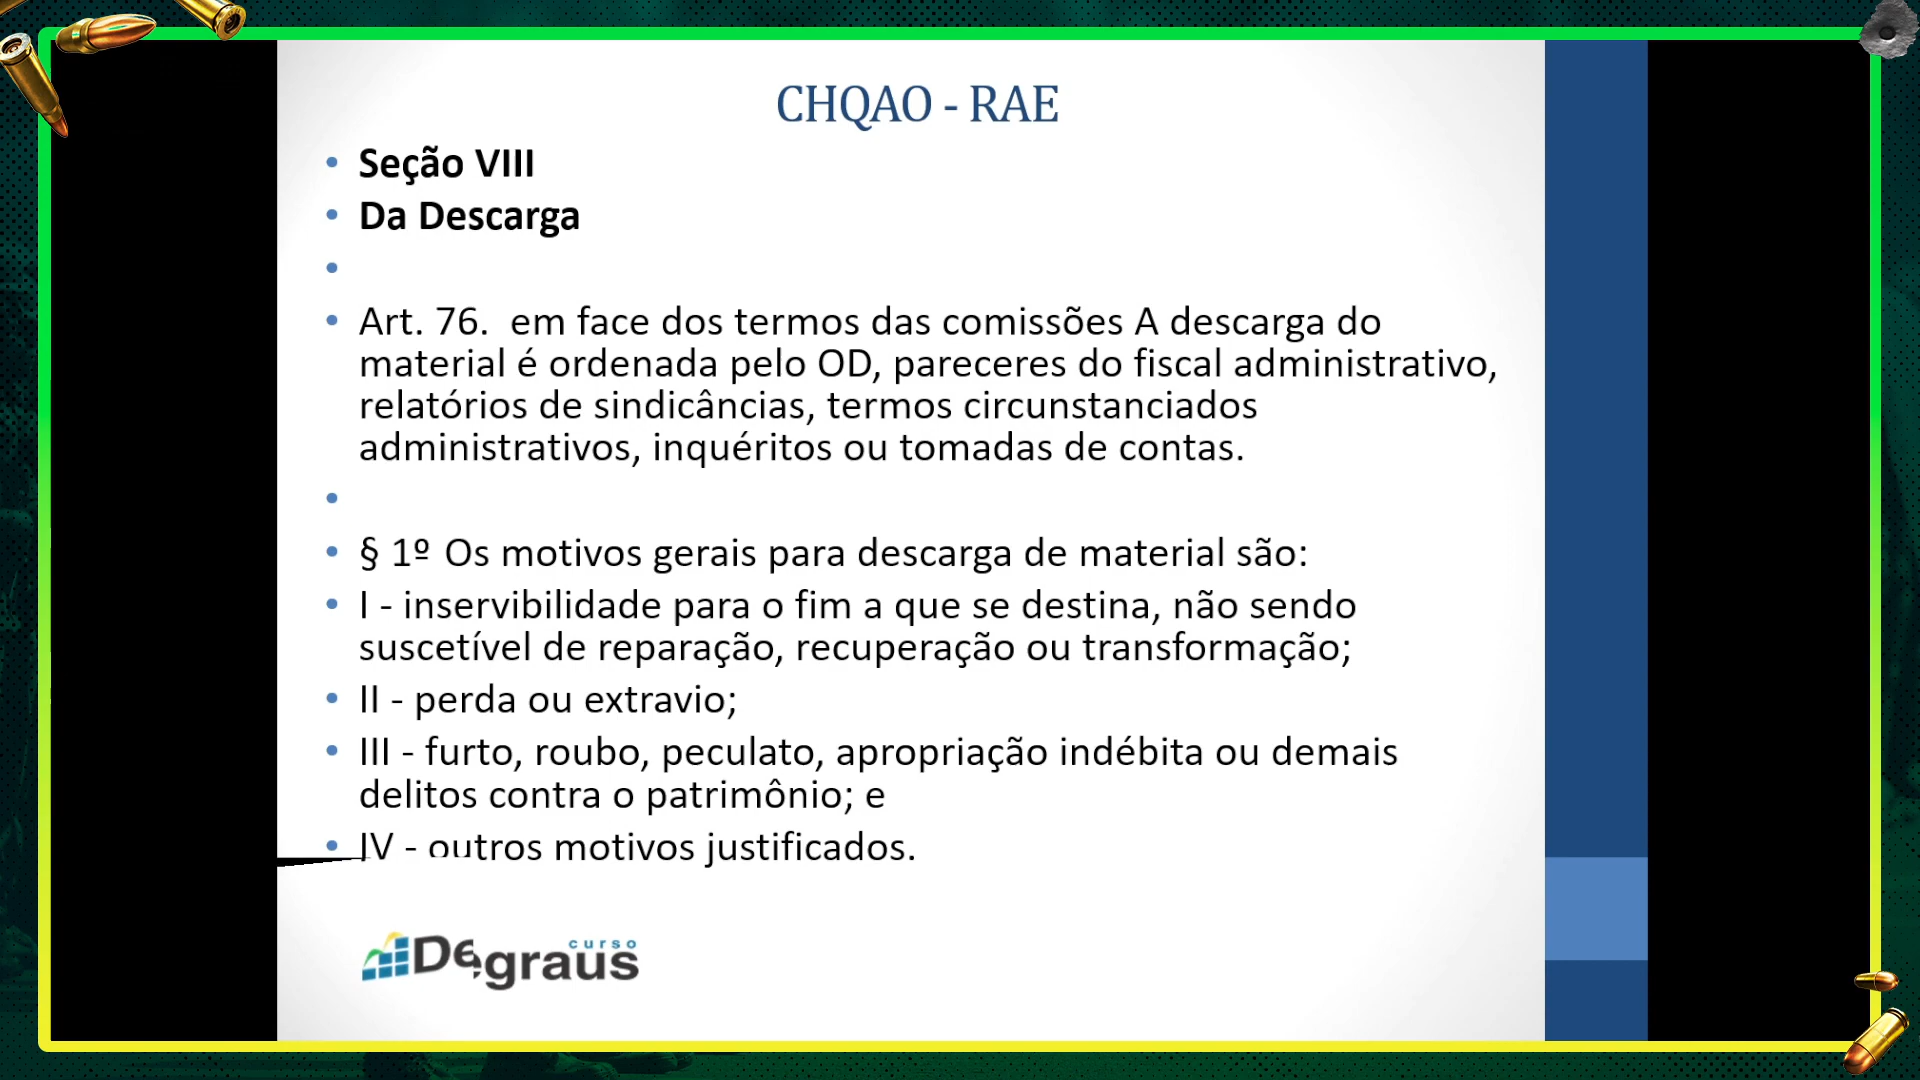 CHQAO - RAE
• Seção VIII
• Da Descarga
•
• Art. 76.  em face dos termos das comissões A descarga do
material é ordenada pelo OD, pareceres do fiscal administrativo,
relatórios de sindicâncias, termos circunstanciados
administrativos, inquéritos ou tomadas de contas.
•
• § 1º Os motivos gerais para descarga de material são:
• I - inservibilidade para o fim a que se destina, não sendo
suscetível de reparação, recuperação ou transformação;
• II - perda ou extravio;
• III - furto, roubo, peculato, apropriação indébita ou demais
delitos contra o patrimônio; e
• IV - outros motivos justificados.
curso
Degraus